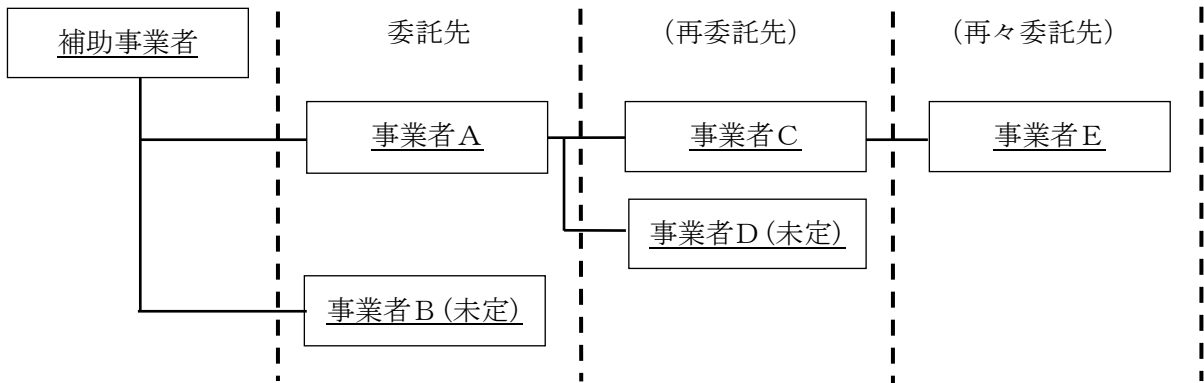 補助事業者
委託先
（再委託先）
（再々委託先）
事業者Ａ
事業者Ｃ
事業者Ｅ
事業者Ｄ（未定）
事業者Ｂ（未定）